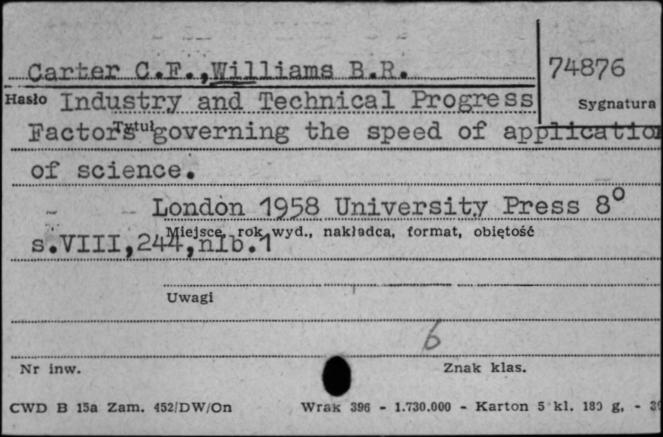 Carter C.F., Williams B.R.
74876
Hasło Industry and Technical Progress
Sygnatura
Factors governing the speed of application
Tytuł
of science.
London 1958 University Press 8°
Miejsce, rok wyd., nakładca, format, objętość
s.VIII,244,nlb.1
Uwagi
6
Nr inw. Znak klas.
CWD B 15a Zam. 452/DW/On Wrak 396 - 1.730.000 - Karton 5 kl. 180 g, -